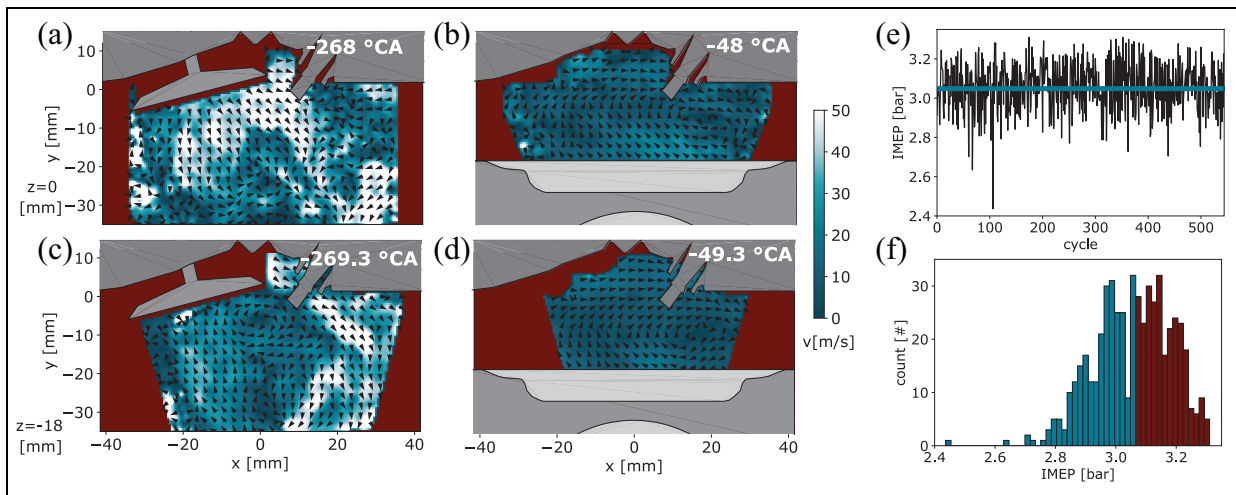 (a)
-268 °CA
10
0
−10
−20
−30
y [mm]
z=0
[mm]
(b)
-48 °CA
(c)
-269.3 °CA
10
0
−10
−20
−30
y [mm]
z=-18
[mm]
−40 −20 0 20 40
x [mm]
(d)
-49.3 °CA
−40 −20 0 20 40
x [mm]
50
40
30
20
10
0
v[m/s]
(e)
3.2
3.0
2.8
2.6
2.4
IMEP [bar]
0 100 200 300 400 500
cycle
(f)
30
20
10
0
count [#]
2.4 2.6 2.8 3.0 3.2
IMEP [bar]